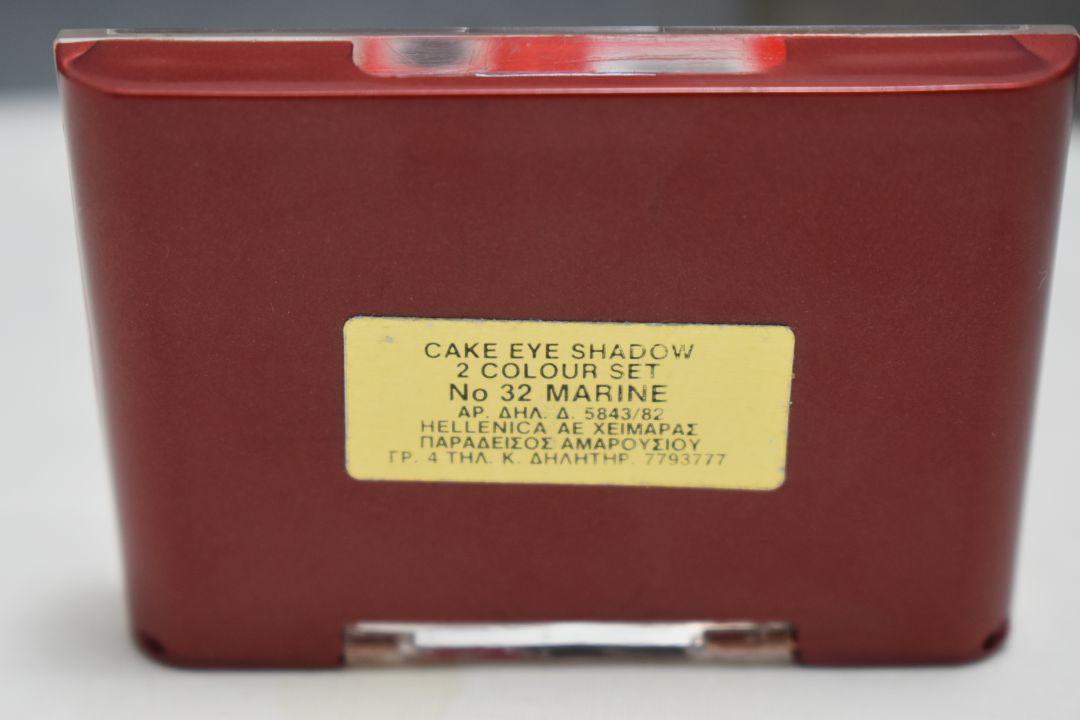 CAKE EYE SHADOW
2 COLOUR SET
No 32 MARINE
ΑΡ. ΔΗΛ. Δ. 5843/82
HELLENICA AE ΧΕΙΜΑΡΑΣ
ΠΑΡΑΔΕΙΣΟΣ ΑΜΑΡΟΥΣΙΟΥ
ΓΡ. 4 ΤΗΛ. Κ. ΔΗΛΗΤΗΡ. 7793777